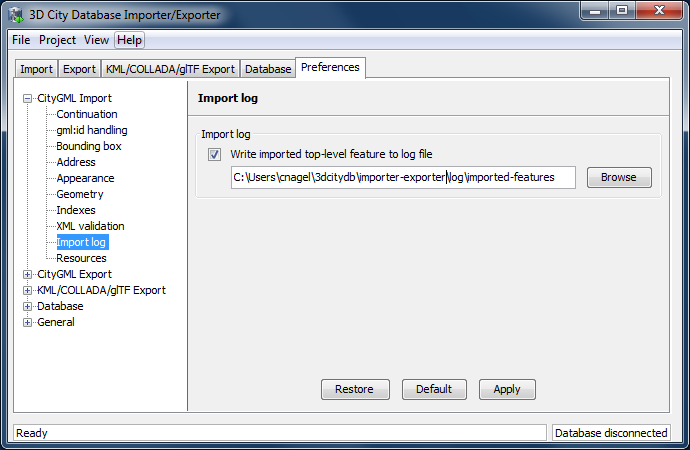 3D City Database Importer/Exporter
File Project View Help
Import Export KML/COLLADA/glTF Export Database Preferences
CityGML Import
Continuation
gml:id handling
Bounding box
Address
Appearance
Geometry
Indexes
XML validation
Import log
Resources
CityGML Export
KML/COLLADA/glTF Export
Database
General
Import log
Import log
Write imported top-level feature to log file
C:\Users\cnagel\3dcitydb\importer-exporter\log\imported-features
Browse
Restore Default Apply
Ready
Database disconnected